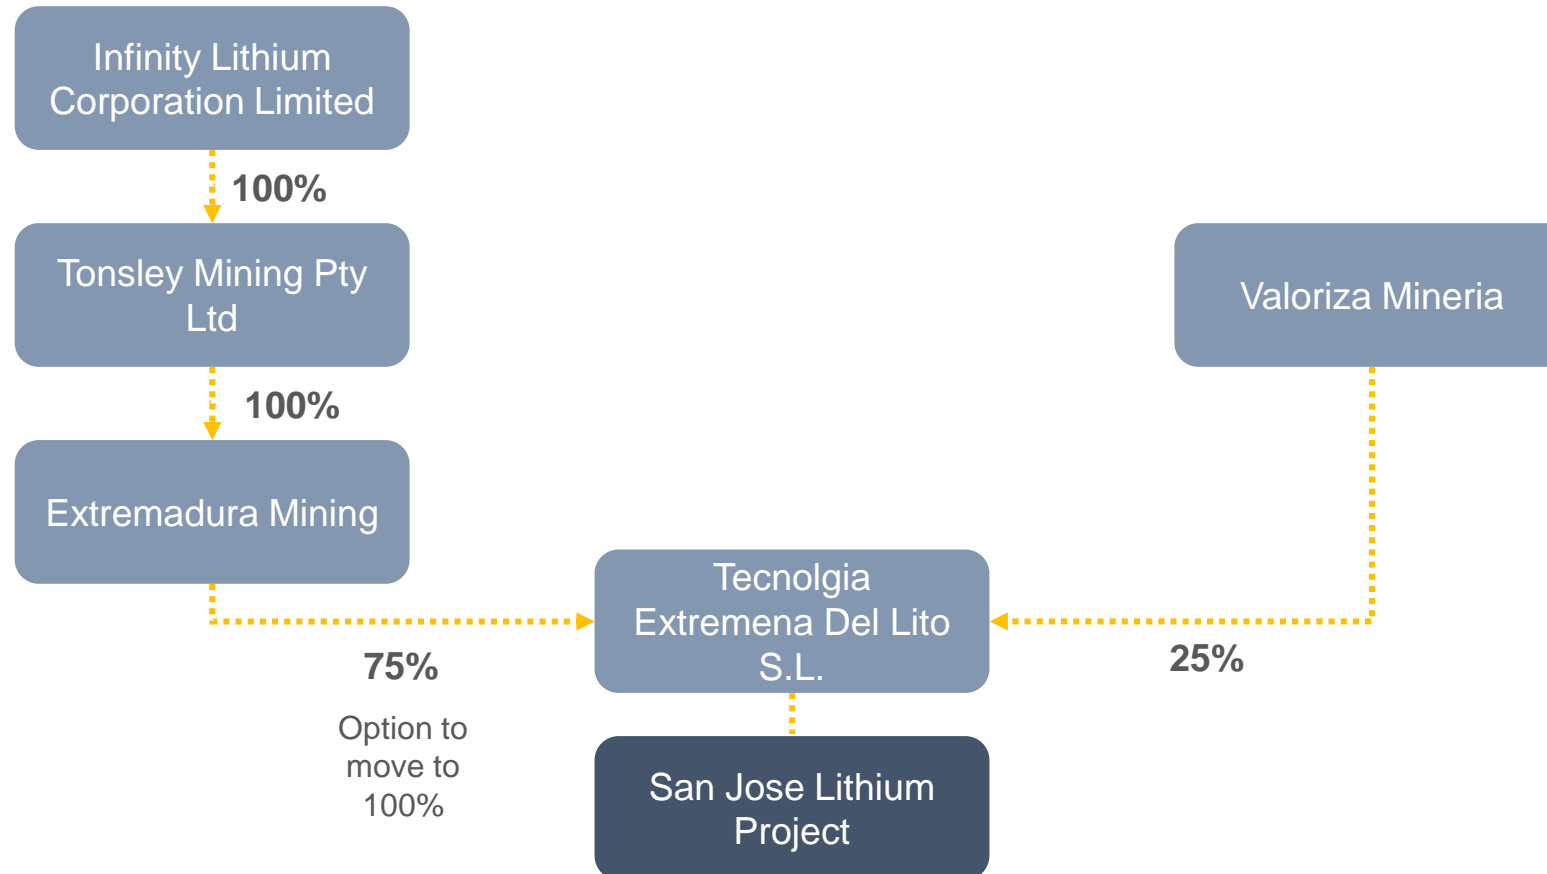 Infinity Lithium
Corporation Limited
100%
Tonsley Mining Pty
Ltd
Valoriza Mineria
100%
Extremadura Mining
Tecnolgia
Extremena Del Lito
S.L.
75%
25%
Option to
move to
100%
San Jose Lithium
Project